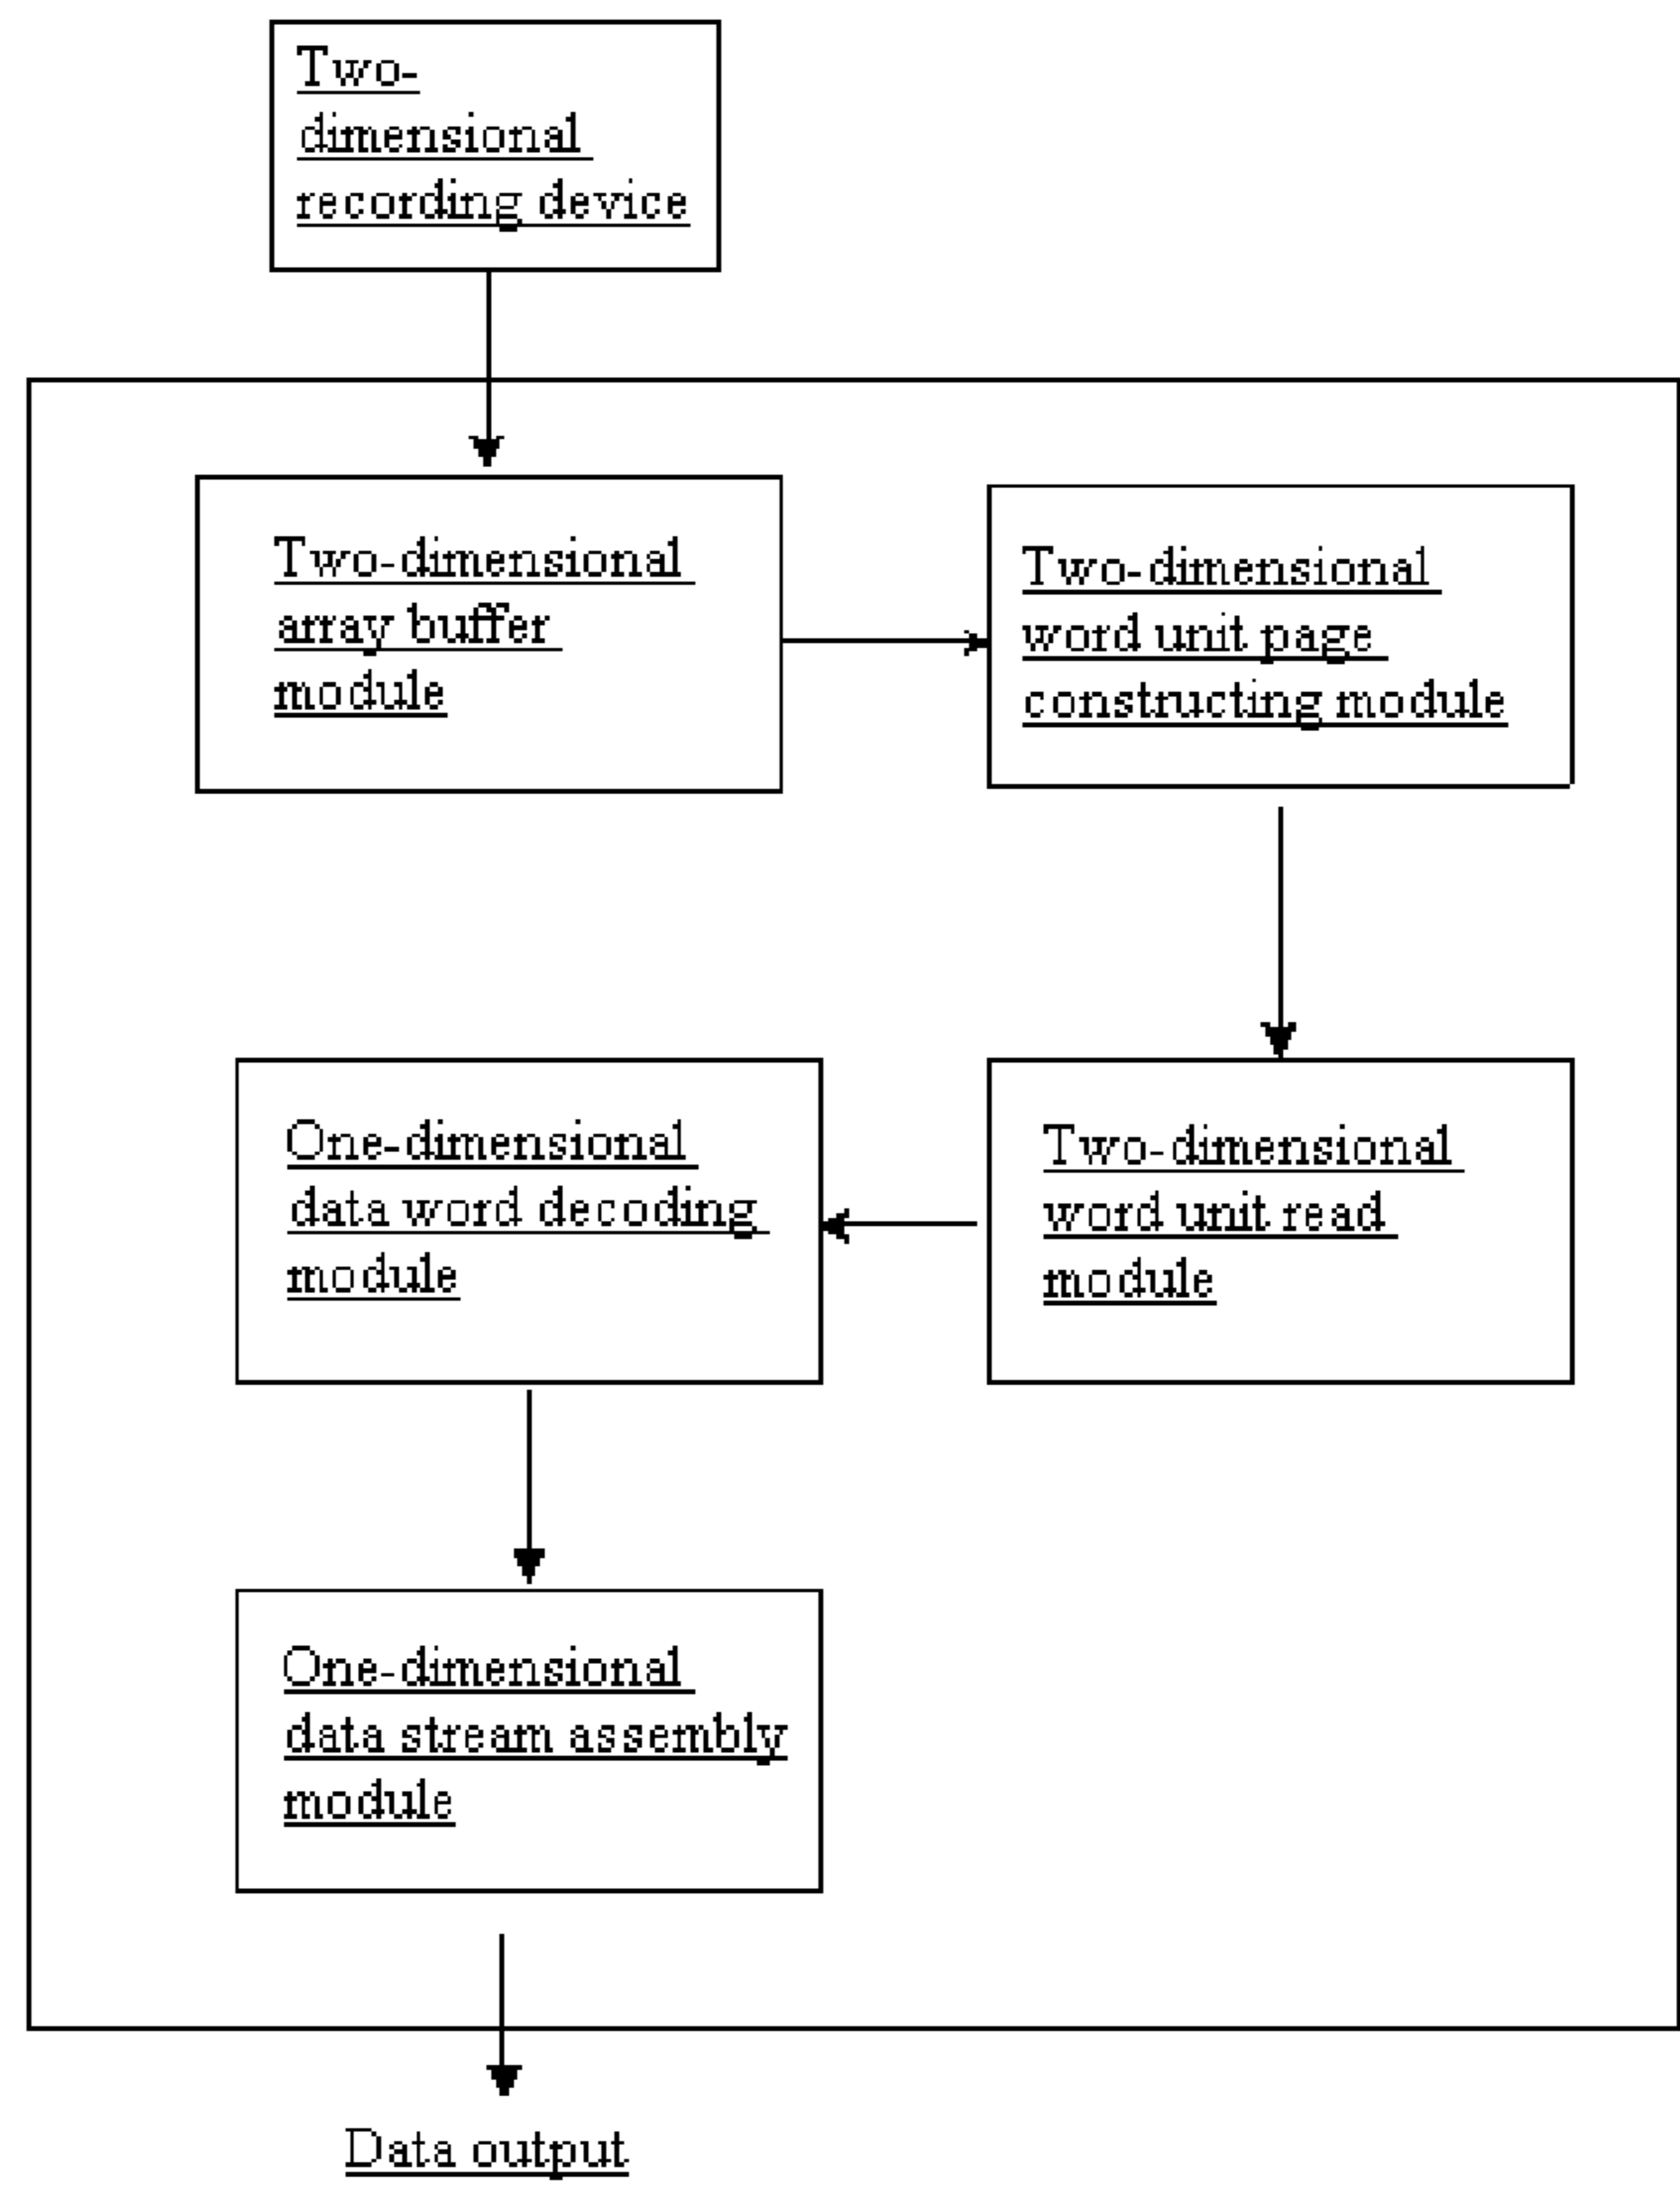 Two-
dimensional
recording device
Two-dimensional
array buffer
module
Two-dimensional
word unit page
constructing module
One-dimensional
data word decoding
module
Two-dimensional
word unit read
module
One-dimensional
data stream assembly
module
Data output